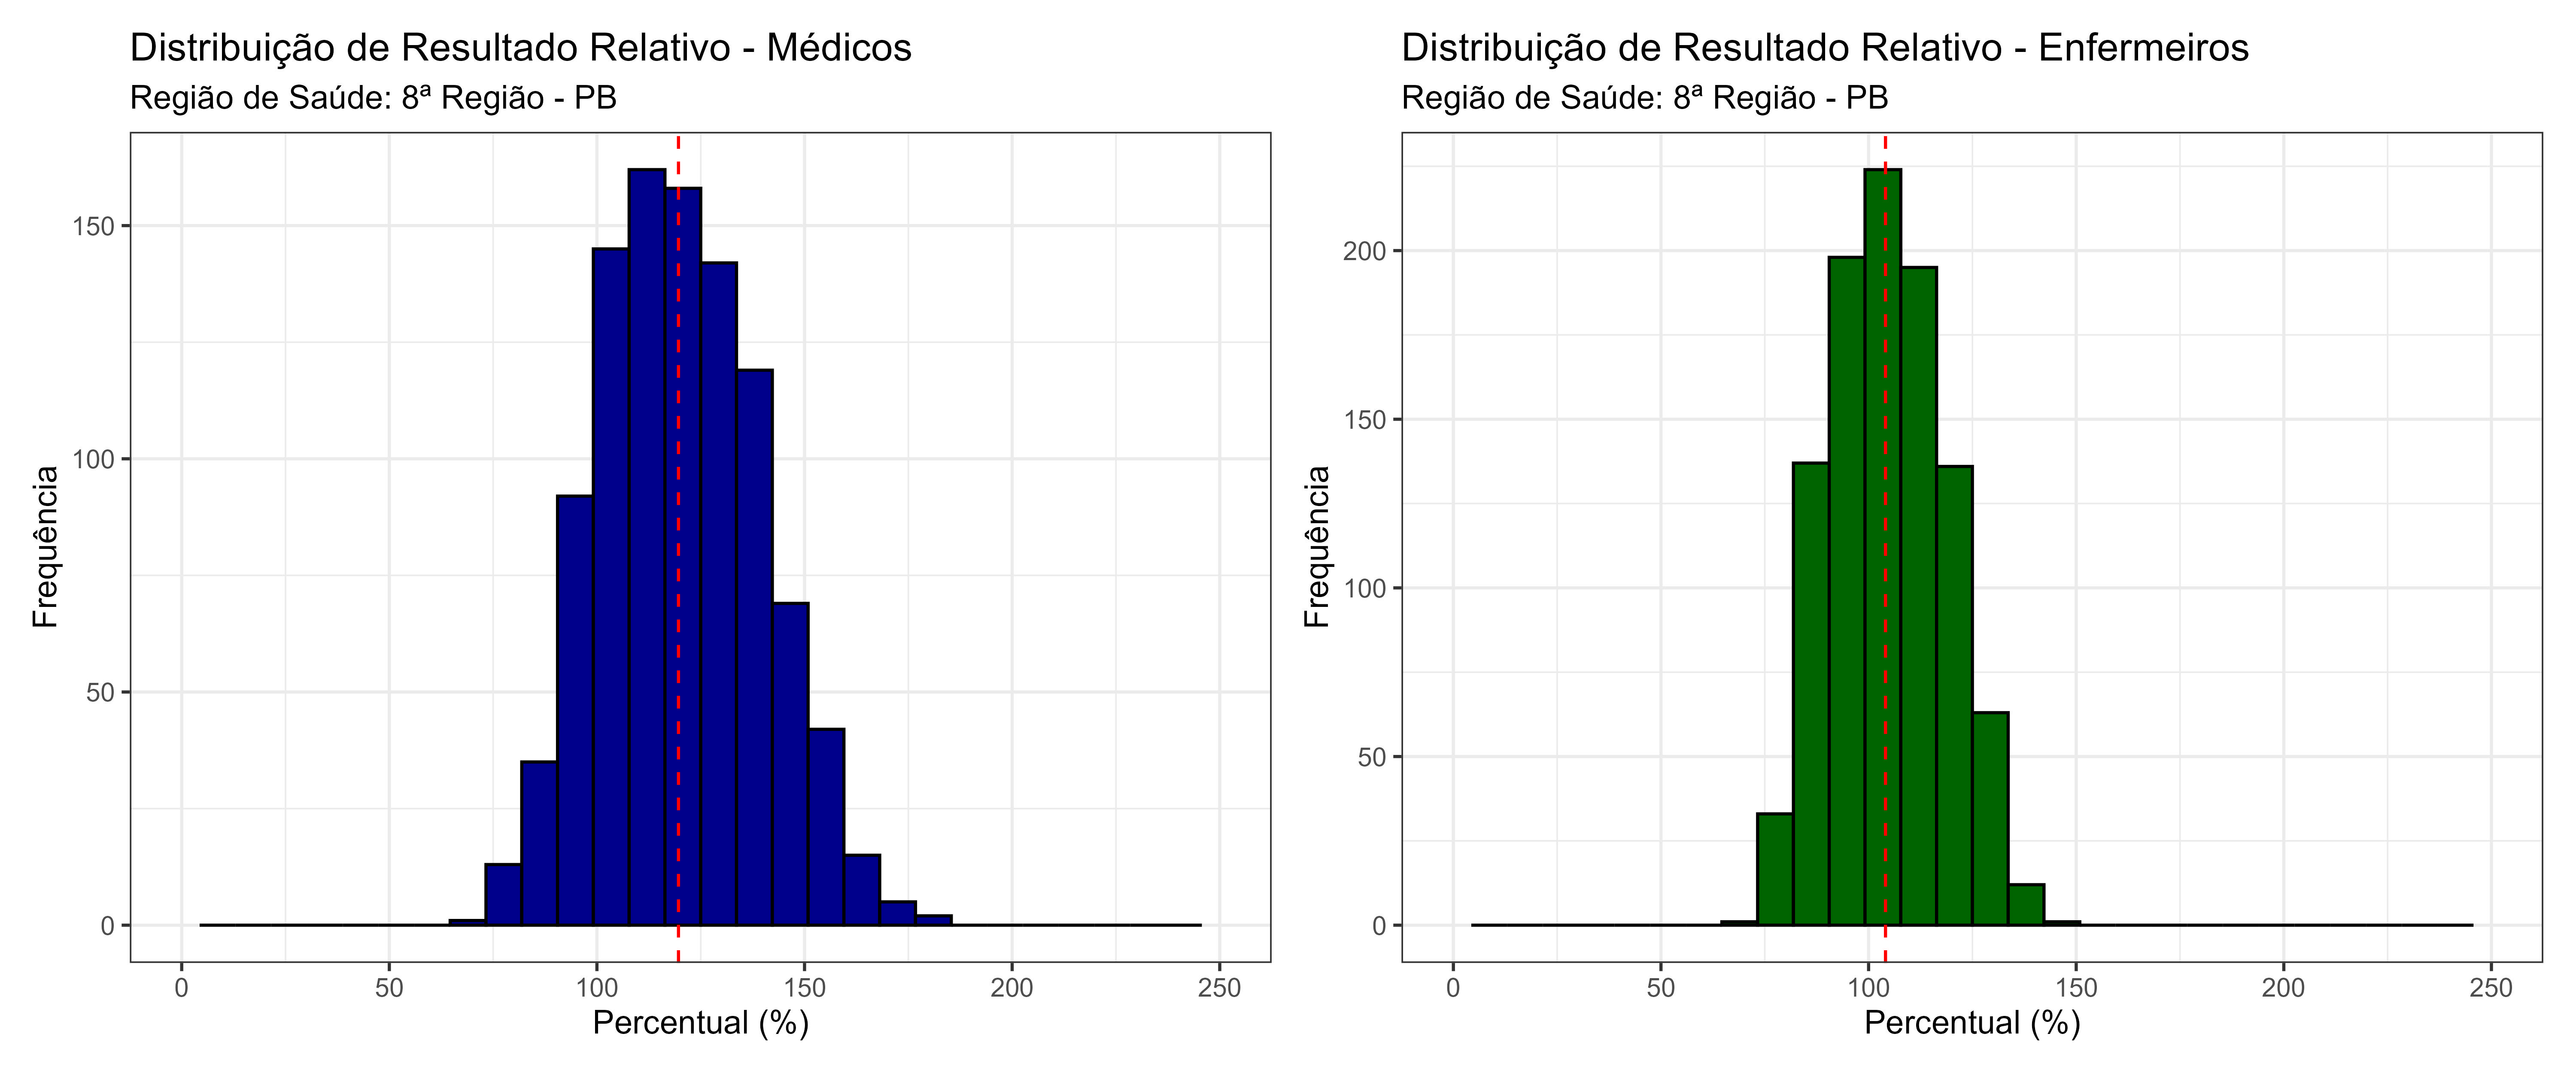 Distribuição de Resultado Relativo - Médicos
Região de Saúde: 8ª Região - PB
Frequência
150
100
50
0
0 50 100 150 200 250
Percentual (%)
Distribuição de Resultado Relativo - Enfermeiros
Região de Saúde: 8ª Região - PB
Frequência
200
150
100
50
0
0 50 100 150 200 250
Percentual (%)